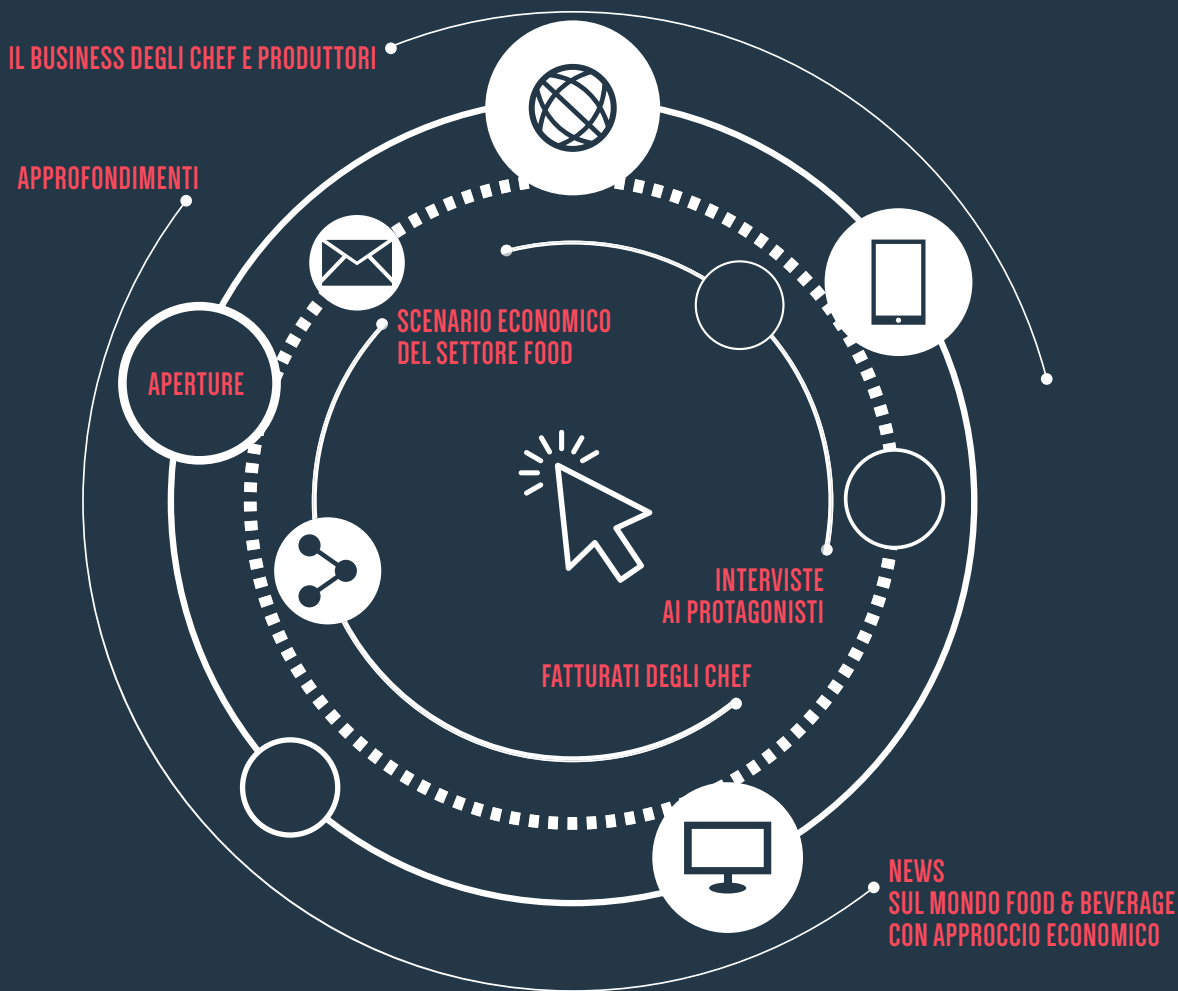 IL BUSINESS DEGLI CHEF E PRODUTTORI
APPROFONDIMENTI
SCENARIO ECONOMICO
DEL SETTORE FOOD
APERTURE
INTERVISTE
AI PROTAGONISTI
FATTURATI DEGLI CHEF
NEWS
SUL MONDO FOOD & BEVERAGE
CON APPROCCIO ECONOMICO